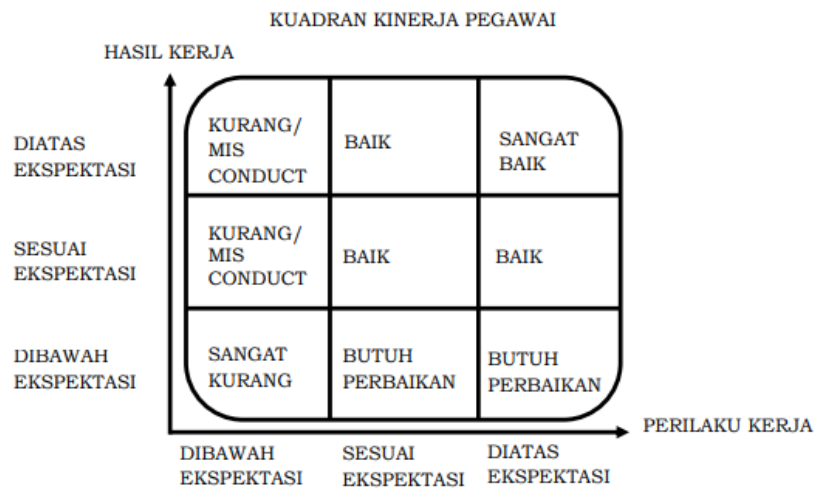 KUADRAN KINERJA PEGAWAI
HASIL KERJA
DIATAS
EKSPEKTASI
KURANG/
MIS
CONDUCT
BAIK
SANGAT
BAIK
SESUAI
EKSPEKTASI
KURANG/
MIS
CONDUCT
BAIK
BAIK
DIBAWAH
EKSPEKTASI
SANGAT
KURANG
BUTUH
PERBAIKAN
BUTUH
PERBAIKAN
PERILAKU KERJA
DIBAWAH
EKSPEKTASI
SESUAI
EKSPEKTASI
DIATAS
EKSPEKTASI